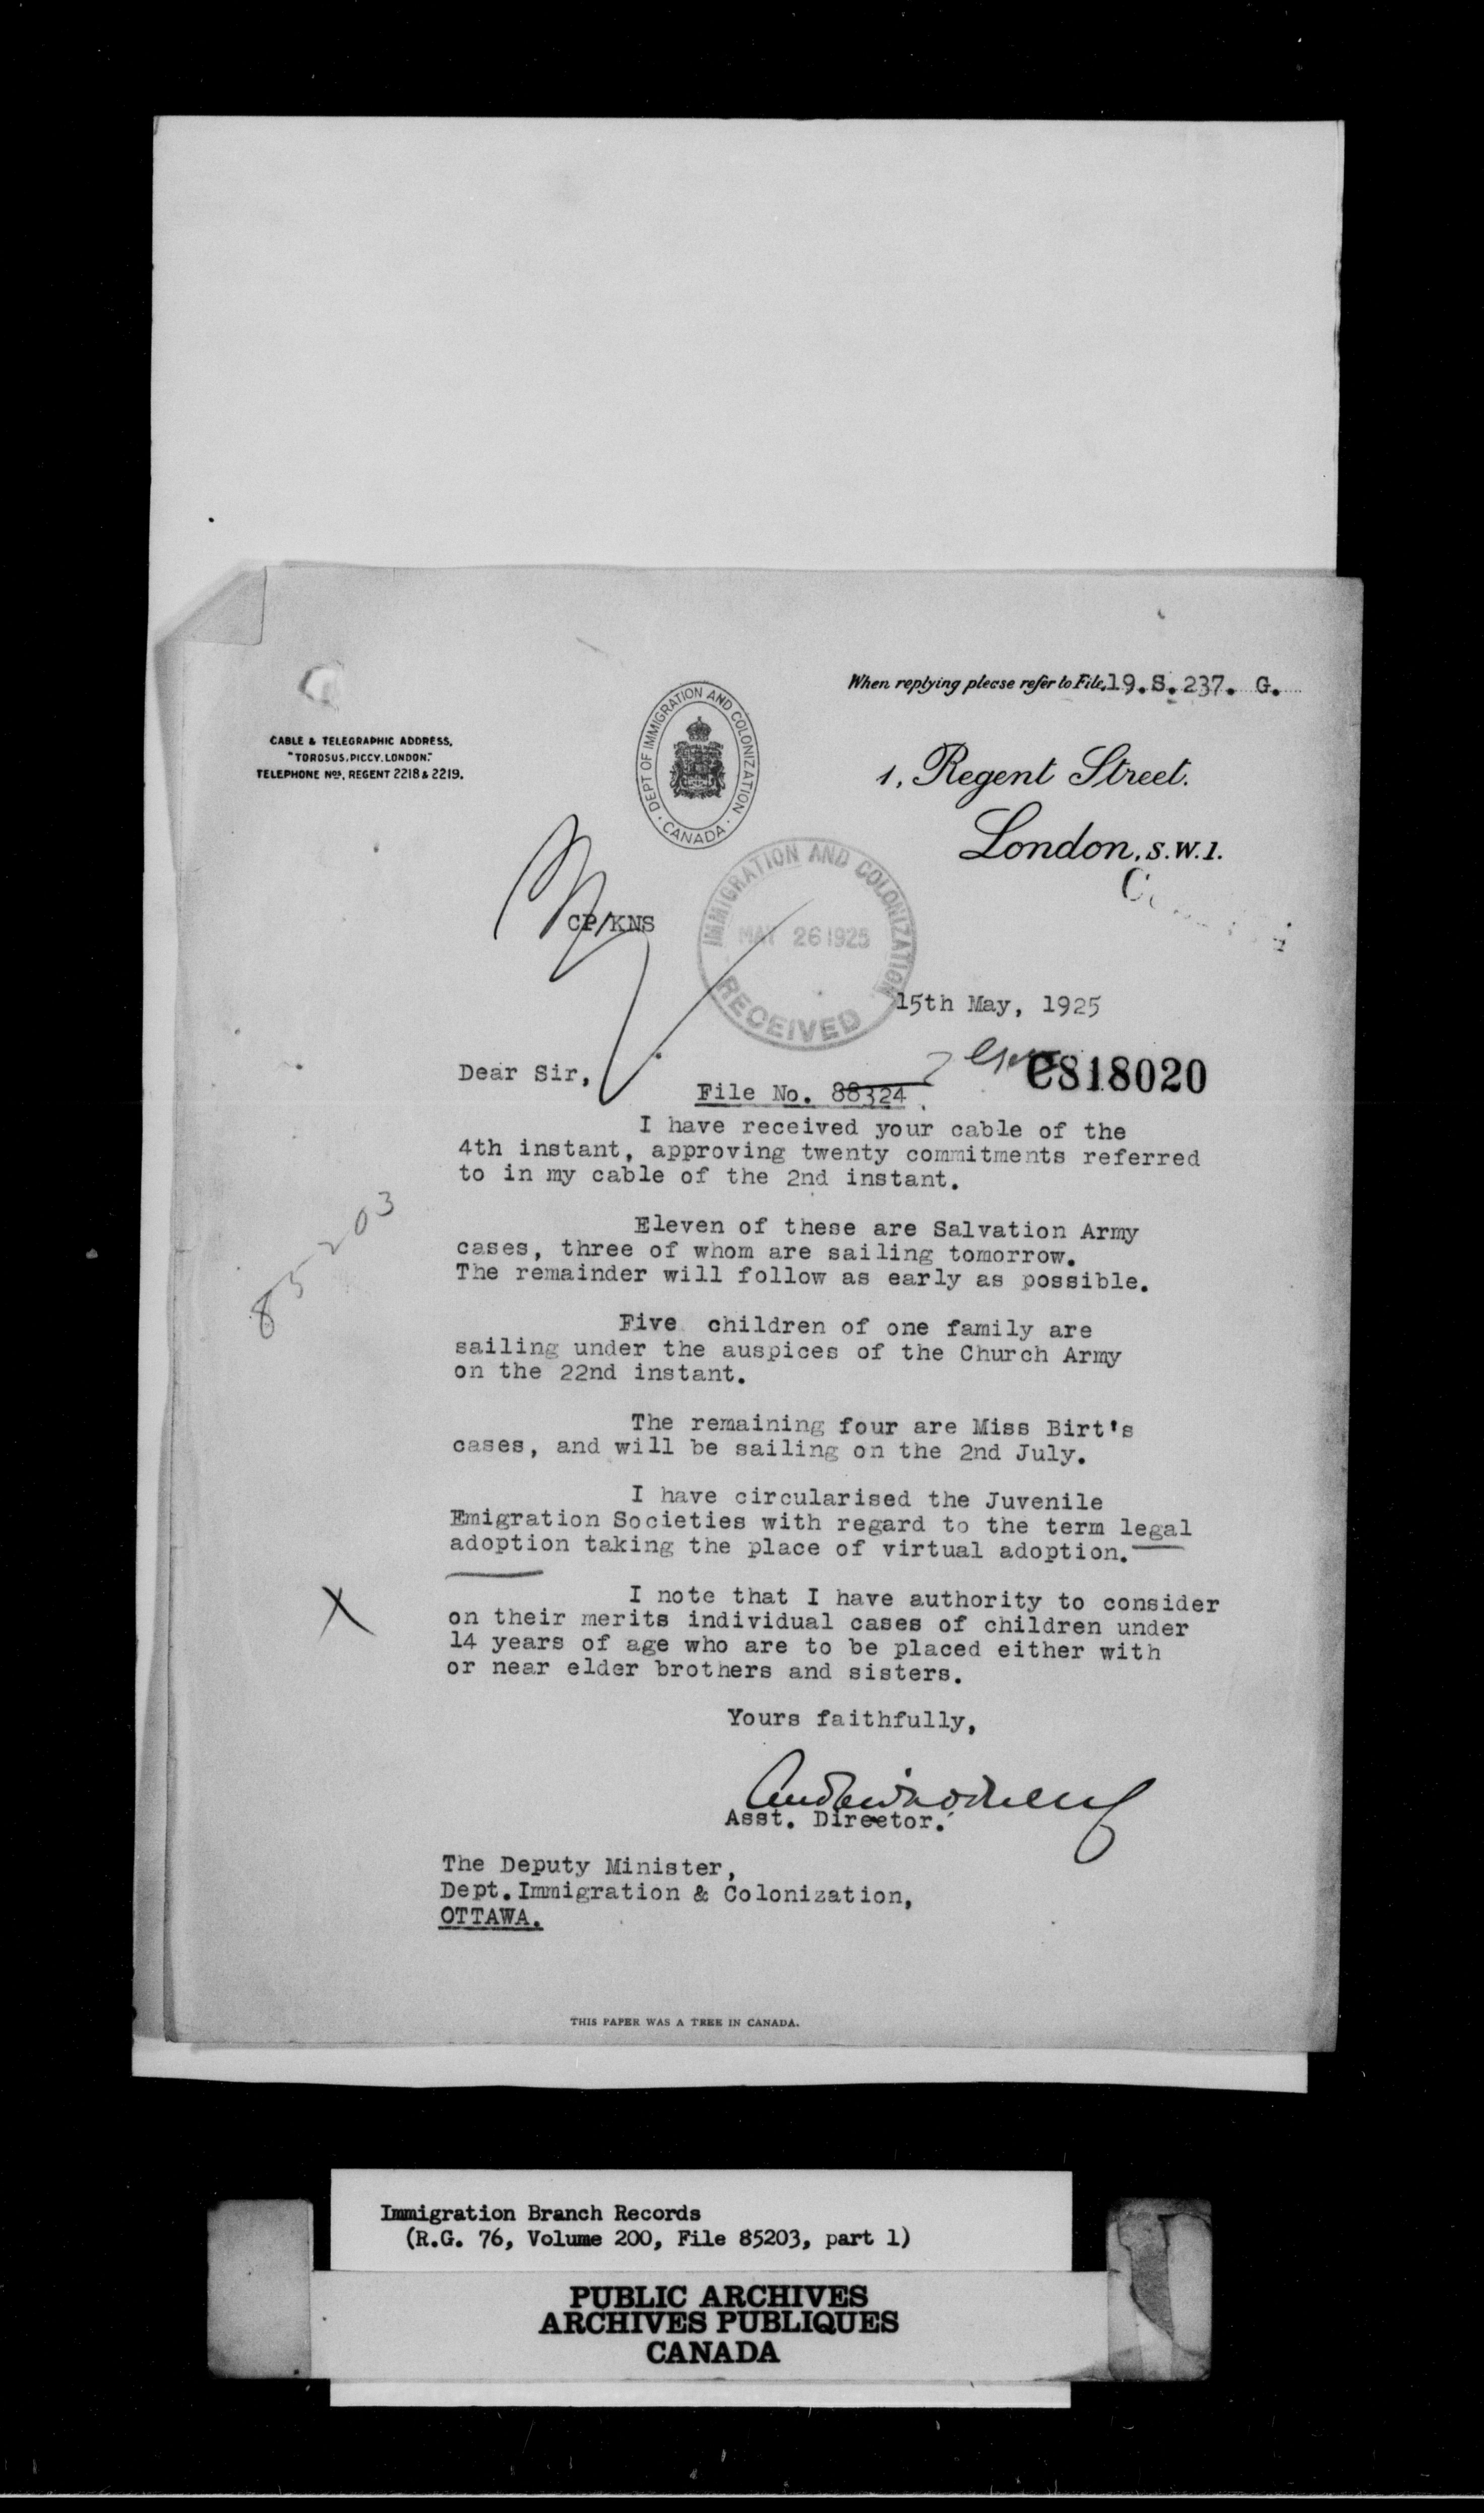 When replying please refer to File. 19.S.237. G.
CABLE & TELEGRAPHIC ADDRESS,
"TOROSUS, PICCY. LONDON."
TELEPHONE Nos. REGENT 2218 & 2219.
DEPT OF IMMIGRATION AND COLONIZATION
CANADA
1, Regent Street.
London, S.W.1.
CP/KNS
IMMIGRATION AND COLONIZATION
MAY 26 1925
RECEIVED
15th May, 1925
C818020
Dear Sir,
File No. 88324
I have received your cable of the
4th instant, approving twenty commitments referred
to in my cable of the 2nd instant.
85203
Eleven of these are Salvation Army
cases, three of whom are sailing tomorrow.
The remainder will follow as early as possible.
Five children of one family are
sailing under the auspices of the Church Army
on the 22nd instant.
The remaining four are Miss Birt's
cases, and will be sailing on the 2nd July.
I have circularised the Juvenile
Emigration Societies with regard to the term legal
adoption taking the place of virtual adoption.
X
I note that I have authority to consider
on their merits individual cases of children under
14 years of age who are to be placed either with
or near elder brothers and sisters.
Yours faithfully,
Asst. Director.
The Deputy Minister,
Dept. Immigration & Colonization,
OTTAWA.
THIS PAPER WAS A TREE IN CANADA.
Immigration Branch Records
(R.G. 76, Volume 200, File 85203, part 1)
PUBLIC ARCHIVES
ARCHIVES PUBLIQUES
CANADA